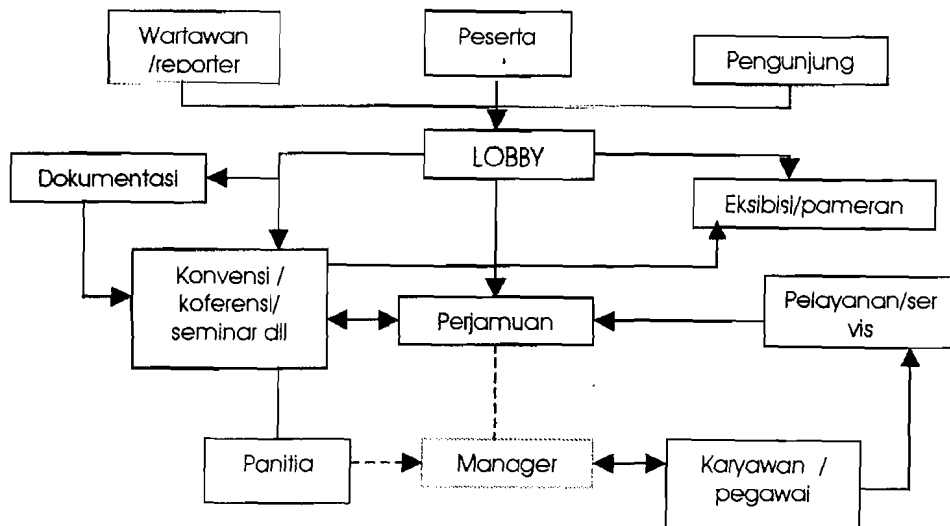 Wartawan
/reporter
Peserta
Pengunjung
LOBBY
Dokumentasi
Eksibisi/pameran
Konvensi /
koferensi/
seminar dll
Perjamuan
Pelayanan/ser
vis
Panitia
Manager
Karyawan /
pegawai